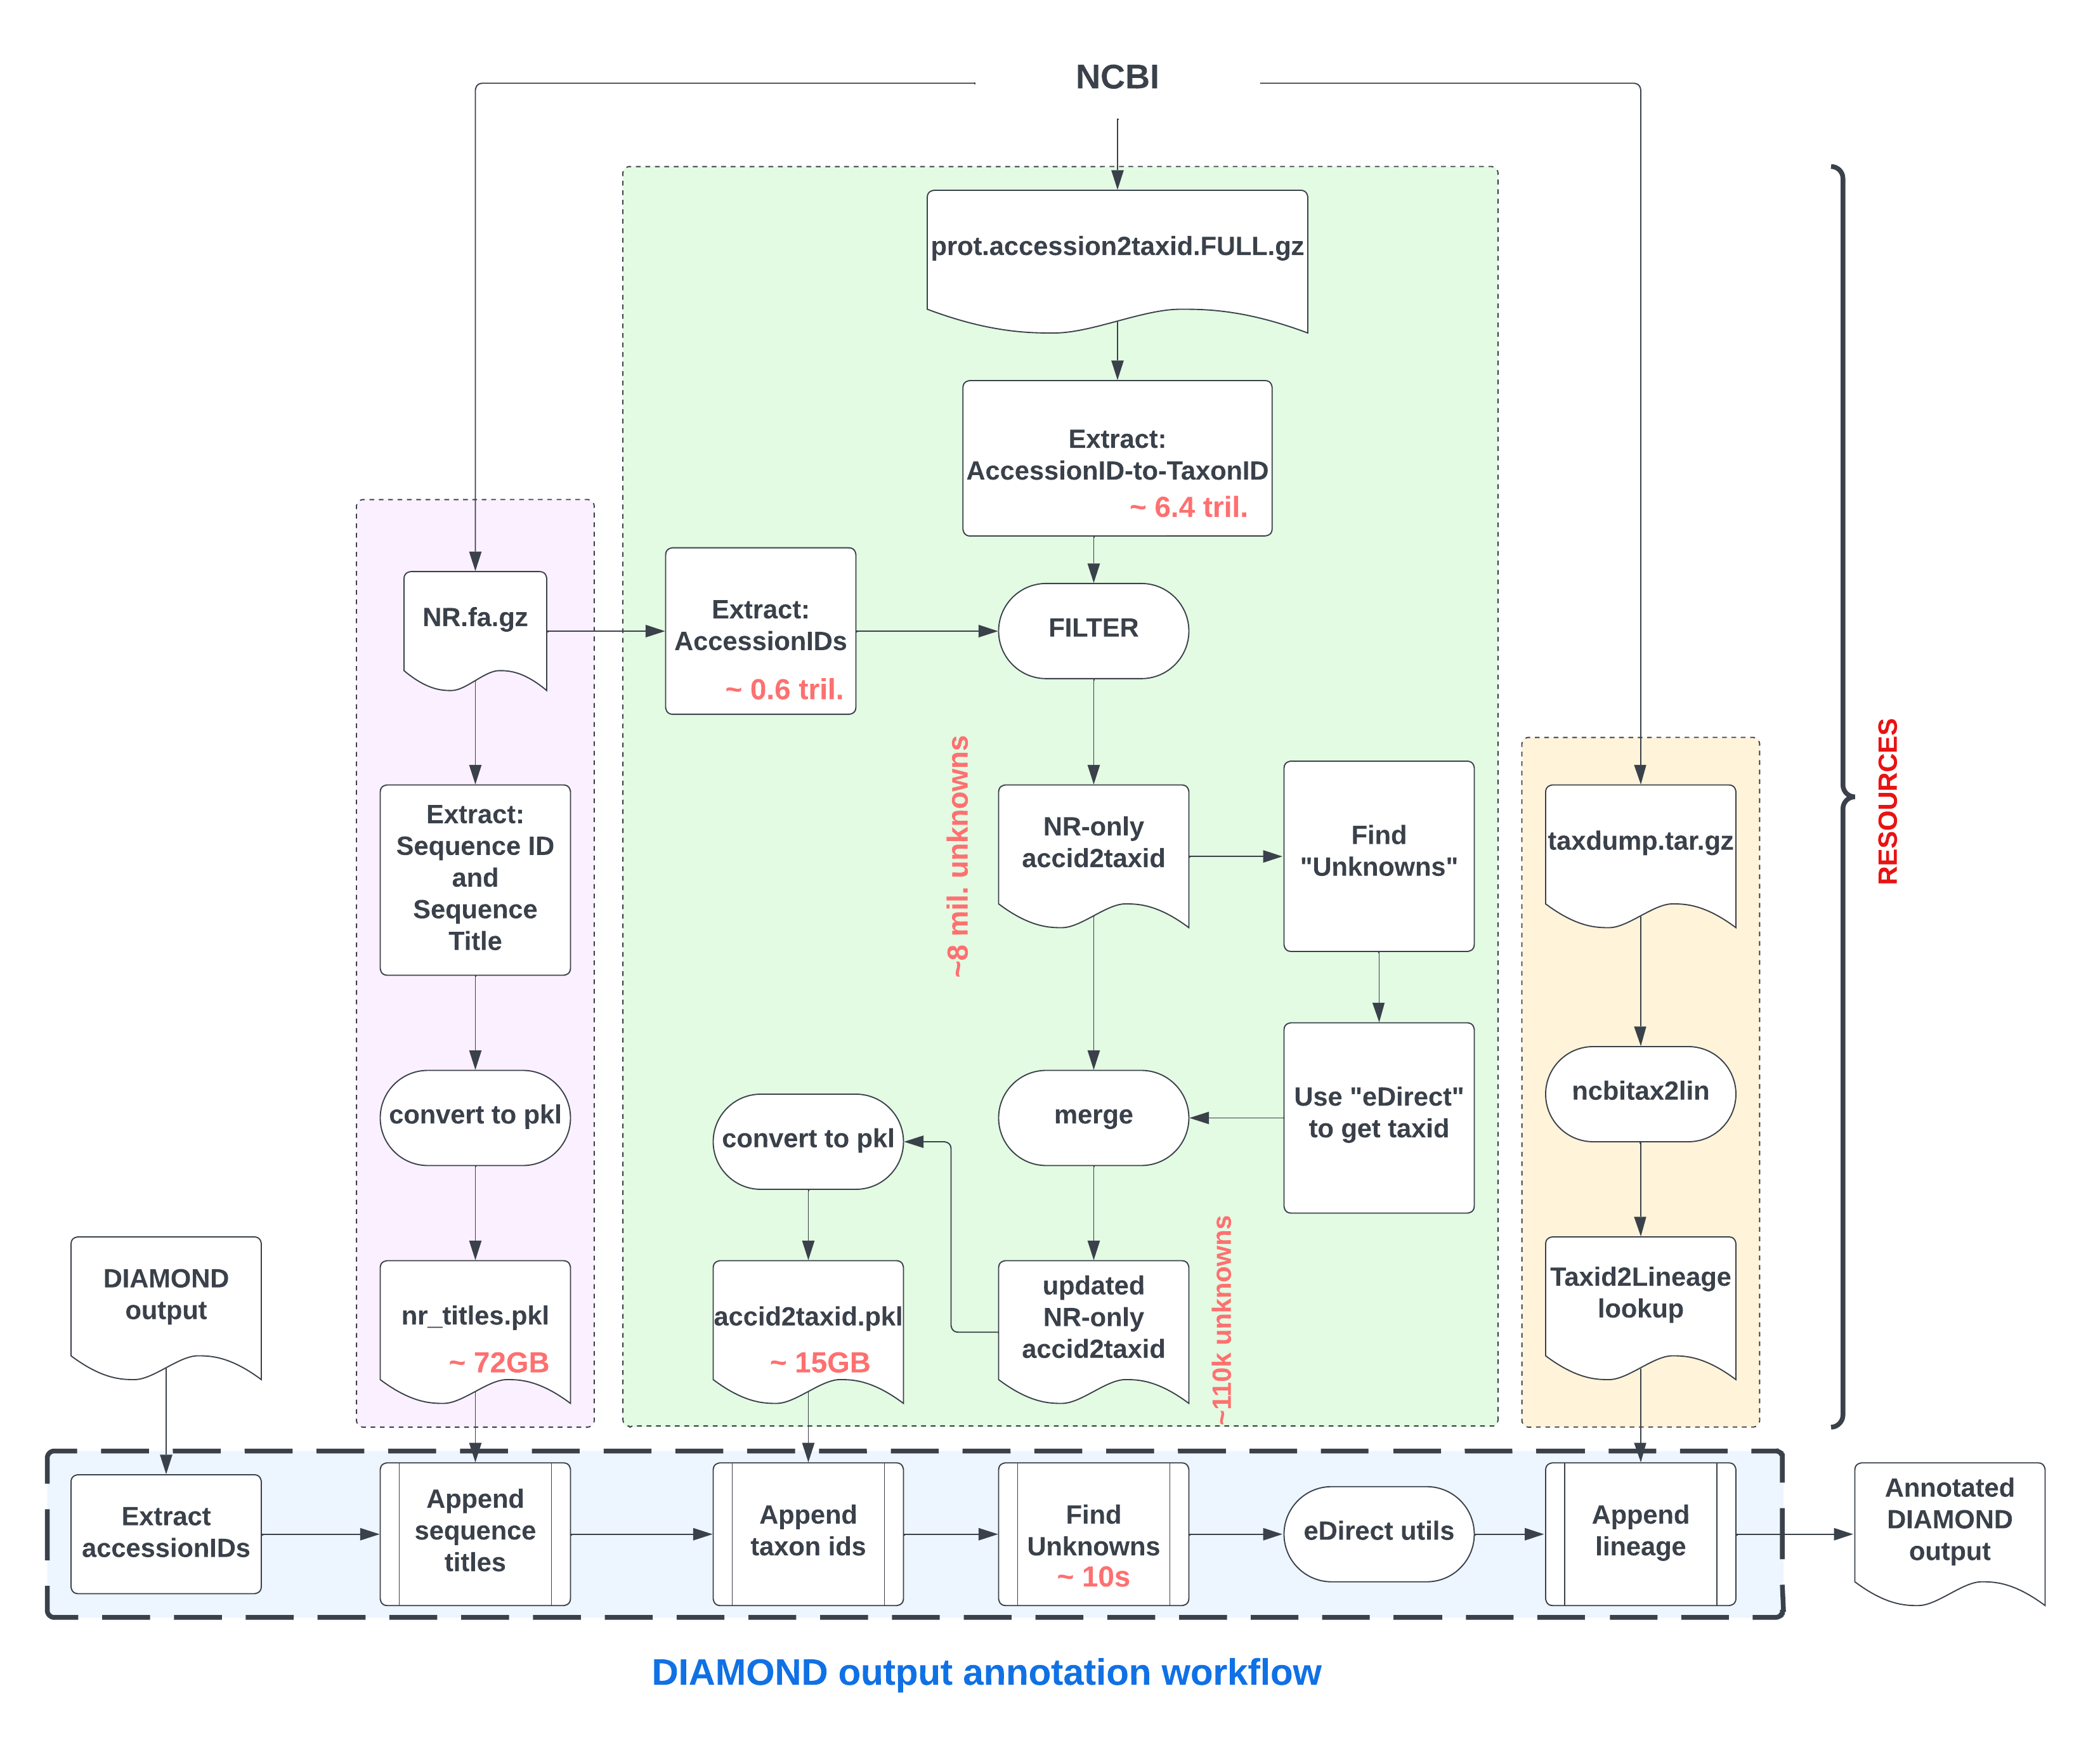 NCBI
prot.accession2taxid.FULL.gz
Extract:
AccessionID-to-TaxonID
~ 6.4 tril.
NR.fa.gz
Extract:
AccessionIDs
~ 0.6 tril.
FILTER
~8 mil. unknowns
Extract:
Sequence ID
and
Sequence
Title
NR-only
accid2taxid
Find
"Unknowns"
taxdump.tar.gz
RESOURCES
convert to pkl
convert to pkl
merge
Use "eDirect"
to get taxid
ncbitax2lin
DIAMOND
output
nr_titles.pkl
~ 72GB
accid2taxid.pkl
~ 15GB
updated
NR-only
accid2taxid
~110k unknowns
Taxid2Lineage
lookup
Extract
accessionIDs
Append
sequence
titles
Append
taxon ids
Find
Unknowns
~ 10s
eDirect utils
Append
lineage
Annotated
DIAMOND
output
DIAMOND output annotation workflow